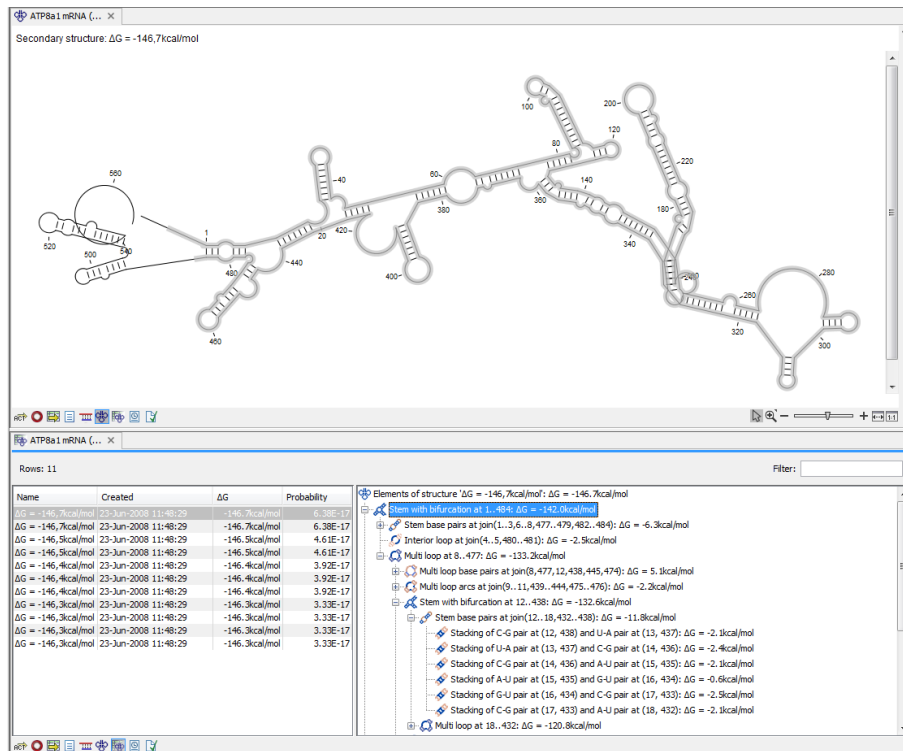 ATP8a1 mRNA (... ×
Secondary structure: ΔG = -146,7kcal/mol
100
200
120
560
80
220
40
60
140
180
1
380
360
520
20
420
340
540
500
480
440
240
280
400
260
320
460
300
1:1
ATP8a1 mRNA (... ×
Rows: 11
Filter:
Name Created ΔG Probability
ΔG = -146,7kcal/mol 23-Jun-2008 11:48:29 -146.7kcal/mol 6.38E-17
ΔG = -146,7kcal/mol 23-Jun-2008 11:48:29 -146.7kcal/mol 6.38E-17
ΔG = -146,5kcal/mol 23-Jun-2008 11:48:29 -146.5kcal/mol 4.61E-17
ΔG = -146,5kcal/mol 23-Jun-2008 11:48:29 -146.5kcal/mol 4.61E-17
ΔG = -146,4kcal/mol 23-Jun-2008 11:48:29 -146.4kcal/mol 3.92E-17
ΔG = -146,4kcal/mol 23-Jun-2008 11:48:29 -146.4kcal/mol 3.92E-17
ΔG = -146,4kcal/mol 23-Jun-2008 11:48:29 -146.4kcal/mol 3.92E-17
ΔG = -146,3kcal/mol 23-Jun-2008 11:48:29 -146.3kcal/mol 3.33E-17
ΔG = -146,3kcal/mol 23-Jun-2008 11:48:29 -146.3kcal/mol 3.33E-17
ΔG = -146,3kcal/mol 23-Jun-2008 11:48:29 -146.3kcal/mol 3.33E-17
ΔG = -146,3kcal/mol 23-Jun-2008 11:48:29 -146.3kcal/mol 3.33E-17
Elements of structure 'ΔG = -146,7kcal/mol': ΔG = -146.7kcal/mol
Stem with bifurcation at 1..484: ΔG = -142.0kcal/mol
Stem base pairs at join(1..3,6..8,477..479,482..484): ΔG = -6.3kcal/mol
Interior loop at join(4..5,480..481): ΔG = -2.5kcal/mol
Multi loop at 8..477: ΔG = -133.2kcal/mol
Multi loop base pairs at join(8,477,12,438,445,474): ΔG = 5.1kcal/mol
Multi loop arcs at join(9..11,439..444,475..476): ΔG = -2.2kcal/mol
Stem with bifurcation at 12..438: ΔG = -132.6kcal/mol
Stem base pairs at join(12..18,432..438): ΔG = -11.8kcal/mol
Stacking of C-G pair at (12, 438) and U-A pair at (13, 437): ΔG = -2.1kcal/mol
Stacking of U-A pair at (13, 437) and C-G pair at (14, 436): ΔG = -2.4kcal/mol
Stacking of C-G pair at (14, 436) and A-U pair at (15, 435): ΔG = -2.1kcal/mol
Stacking of A-U pair at (15, 435) and G-U pair at (16, 434): ΔG = -0.6kcal/mol
Stacking of G-U pair at (16, 434) and C-G pair at (17, 433): ΔG = -2.5kcal/mol
Stacking of C-G pair at (17, 433) and A-U pair at (18, 432): ΔG = -2.1kcal/mol
Multi loop at 18..432: ΔG = -120.8kcal/mol